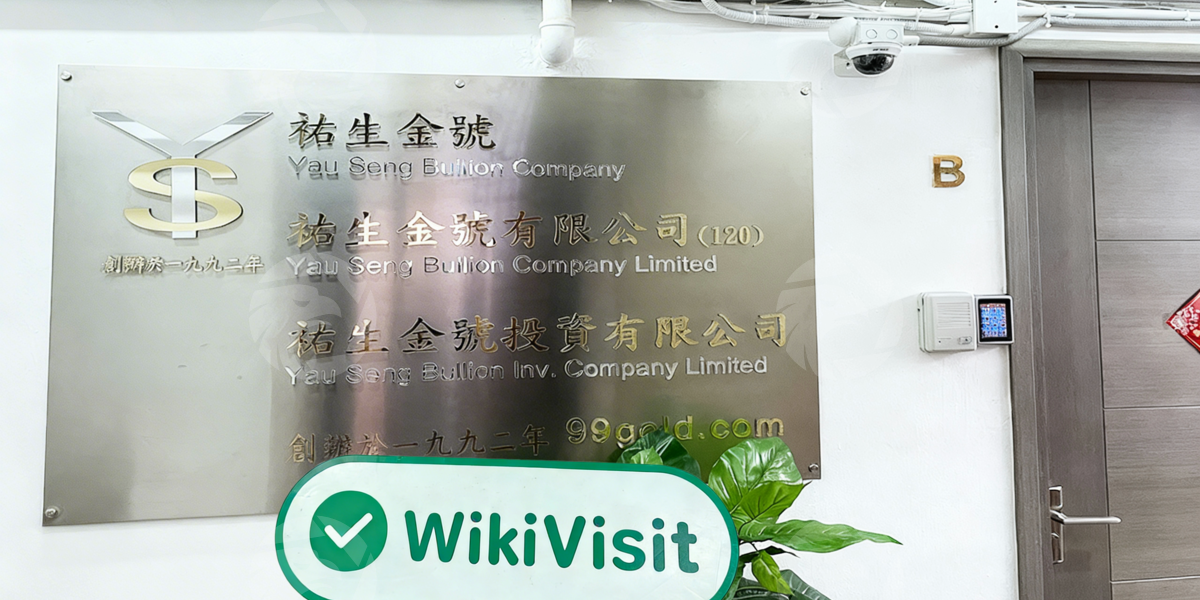 祐生金號
Yau Seng Bullion Company
祐生金號有限公司(120)
Yau Seng Bullion Company Limited
創辦於一九九二年
祐生金號投資有限公司
Yau Seng Bullion Inv. Company Limited
創辦於一九九二年 99gold.com
B
WikiVisit